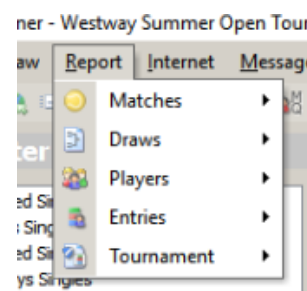 ner - Westway Summer Open Tour
aw Report Internet Messag
Matches
Draws
Players
Entries
Tournament
ter
ed Si
s Sing
ed Si
ys Singles